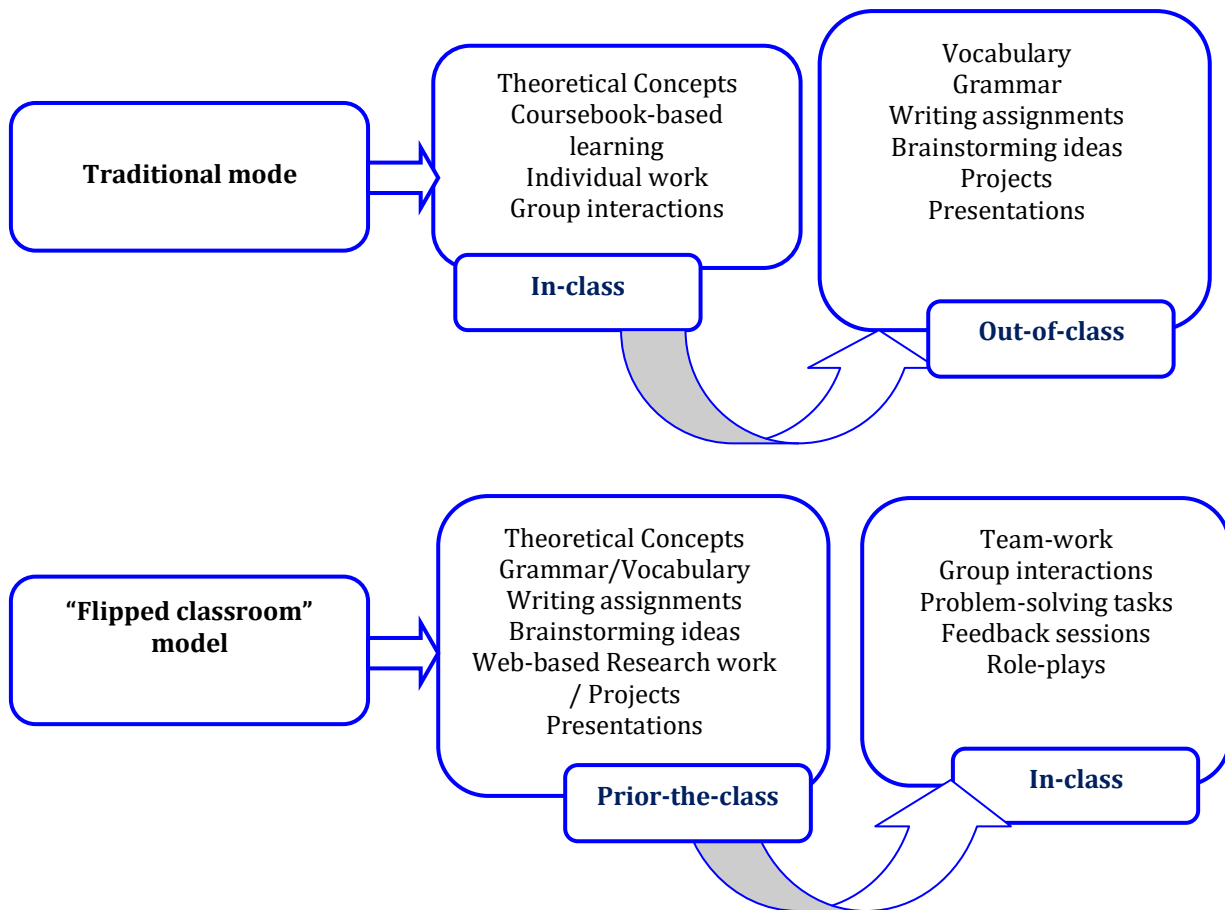 Traditional mode
Theoretical Concepts
Coursebook-based
learning
Individual work
Group interactions
In-class
Vocabulary
Grammar
Writing assignments
Brainstorming ideas
Projects
Presentations
Out-of-class
“Flipped classroom”
model
Theoretical Concepts
Grammar/Vocabulary
Writing assignments
Brainstorming ideas
Web-based Research work
/ Projects
Presentations
Prior-the-class
Team-work
Group interactions
Problem-solving tasks
Feedback sessions
Role-plays
In-class